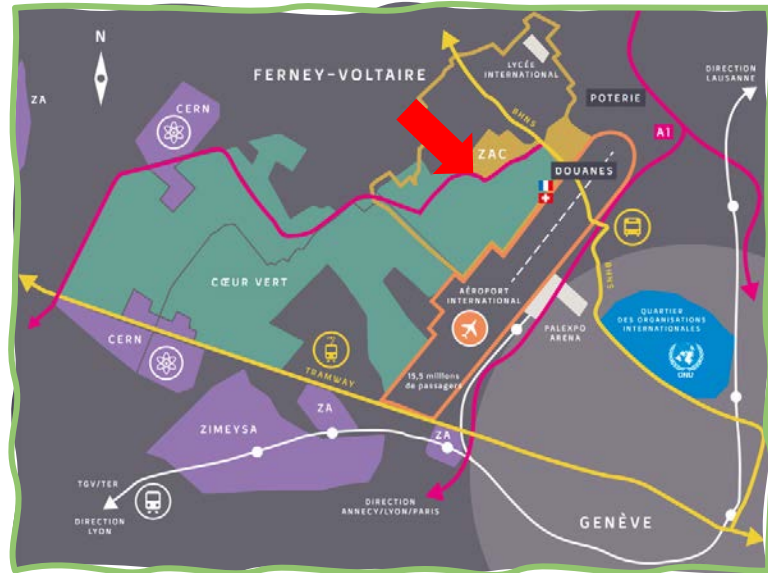 N
FERNEY-VOLTAIRE
LYCÉE
INTERNATIONAL
DIRECTION
LAUSANNE
ZA
CERN
POTERIE
BHNS
A1
ZAC
DOUANES
CŒUR VERT
AÉROPORT
INTERNATIONAL
BHNS
PALEXPO
ARENA
QUARTIER
DES ORGANISATIONS
INTERNATIONALES
ONU
CERN
TRAMWAY
15,5 millions
de passagers
ZA
ZIMEYSA
ZA
TGV/TER
DIRECTION
LYON
DIRECTION
ANNECY/LYON/PARIS
GENÈVE